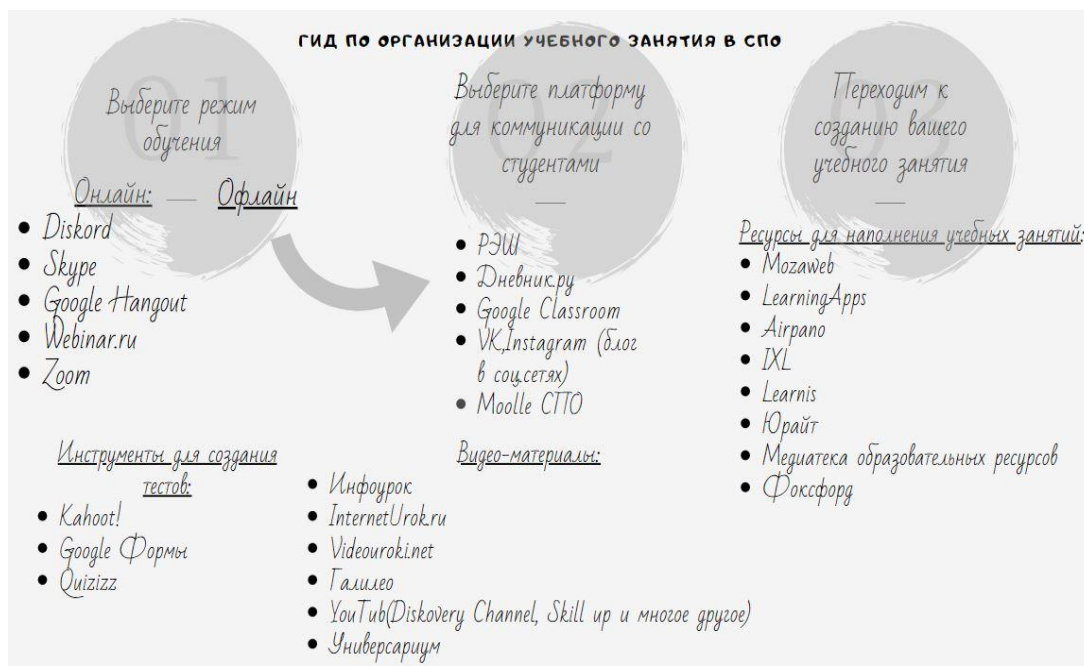 ГИД ПО ОРГАНИЗАЦИИ УЧЕБНОГО ЗАНЯТИЯ В СПО
01
Выберите режим
обучения
Онлайн: — Офлайн
• Diskord
• Skype
• Google Hangout
• Webinar.ru
• Zoom
02
Выберите платформу
для коммуникации со
студентами
—
• РЭШ
• Дневник.ру
• Google Classroom
• VK,Instagram (блог
в соц.сетях)
• Moolle СПО
03
Переходим к
созданию вашего
учебного занятия
—
Ресурсы для наполнения учебных занятий:
• Mozaweb
• LearningApps
• Airpano
• IXL
• Learnis
• Юрайт
• Медиатека образовательных ресурсов
• Фоксфорд
Инструменты для создания
тестов:
• Kahoot!
• Google Формы
• Quizizz
Видео-материалы:
• Инфоурок
• InternetUrok.ru
• Videouroki.net
• Галилео
• YouTub(Diskovery Channel, Skill up и многое другое)
• Универсариум